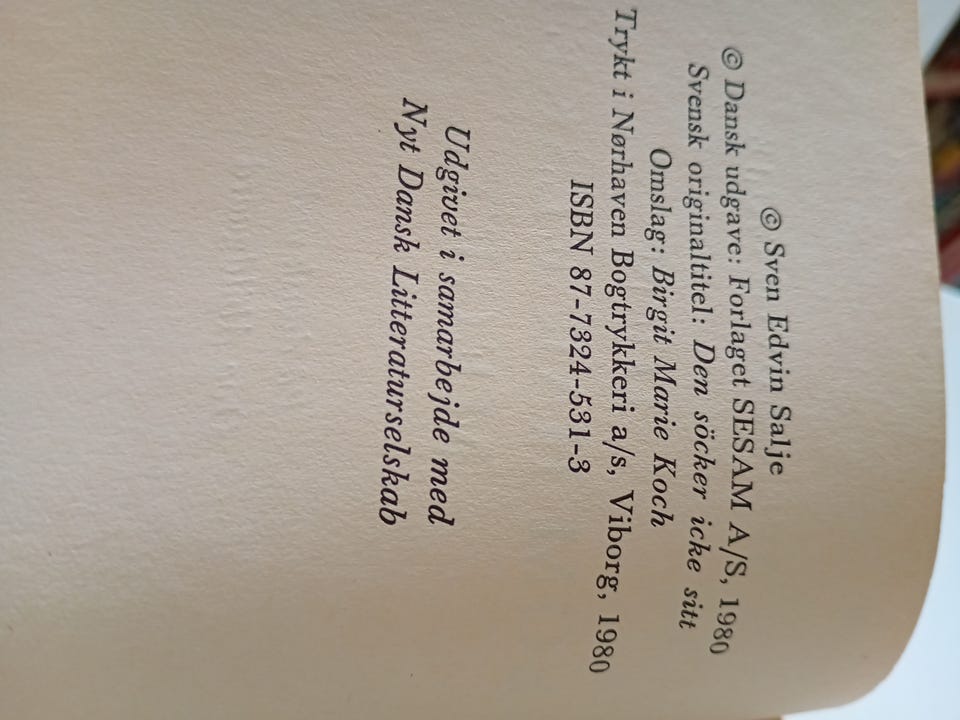 © Sven Edvin Salje
© Dansk udgave: Forlaget SESAM A/S, 1980
Svensk originaltitel: Den söcker icke sitt
Omslag: Birgit Marie Koch
Trykt i Nørhaven Bogtrykkeri a/s, Viborg, 1980
ISBN 87-7324-531-3
Udgivet i samarbejde med
Nyt Dansk Litteraturselskab